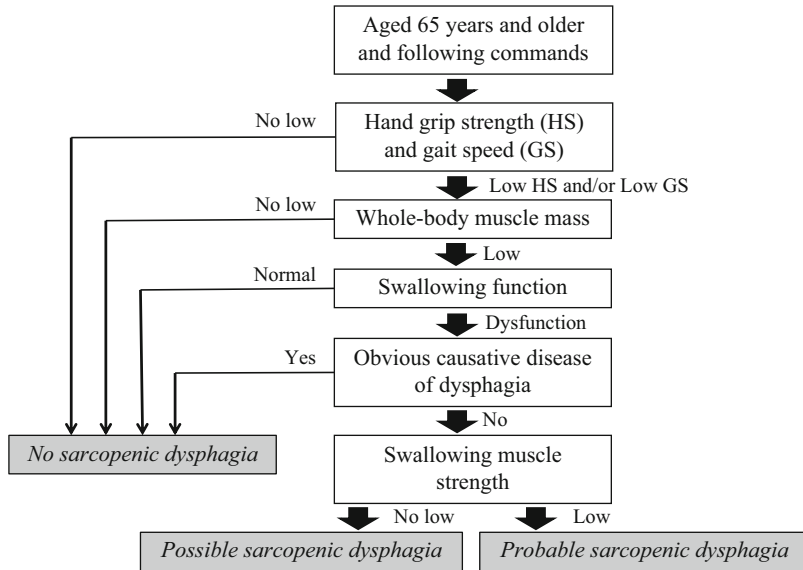 Aged 65 years and older
and following commands
No low
Hand grip strength (HS)
and gait speed (GS)
Low HS and/or Low GS
No low
Whole-body muscle mass
Low
Normal
Swallowing function
Dysfunction
Yes
Obvious causative disease
of dysphagia
No
No sarcopenic dysphagia
Swallowing muscle
strength
No low
Low
Possible sarcopenic dysphagia
Probable sarcopenic dysphagia